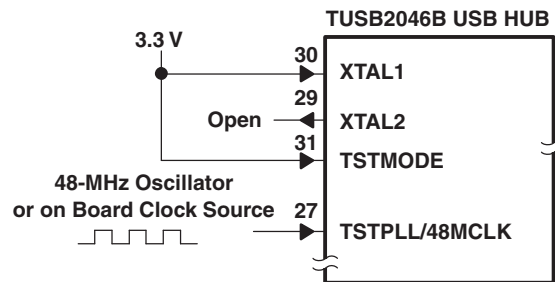 TUSB2046B USB HUB
3.3 V
30
XTAL1
29
Open
XTAL2
31
TSTMODE
48-MHz Oscillator
or on Board Clock Source
27
TSTPLL/48MCLK